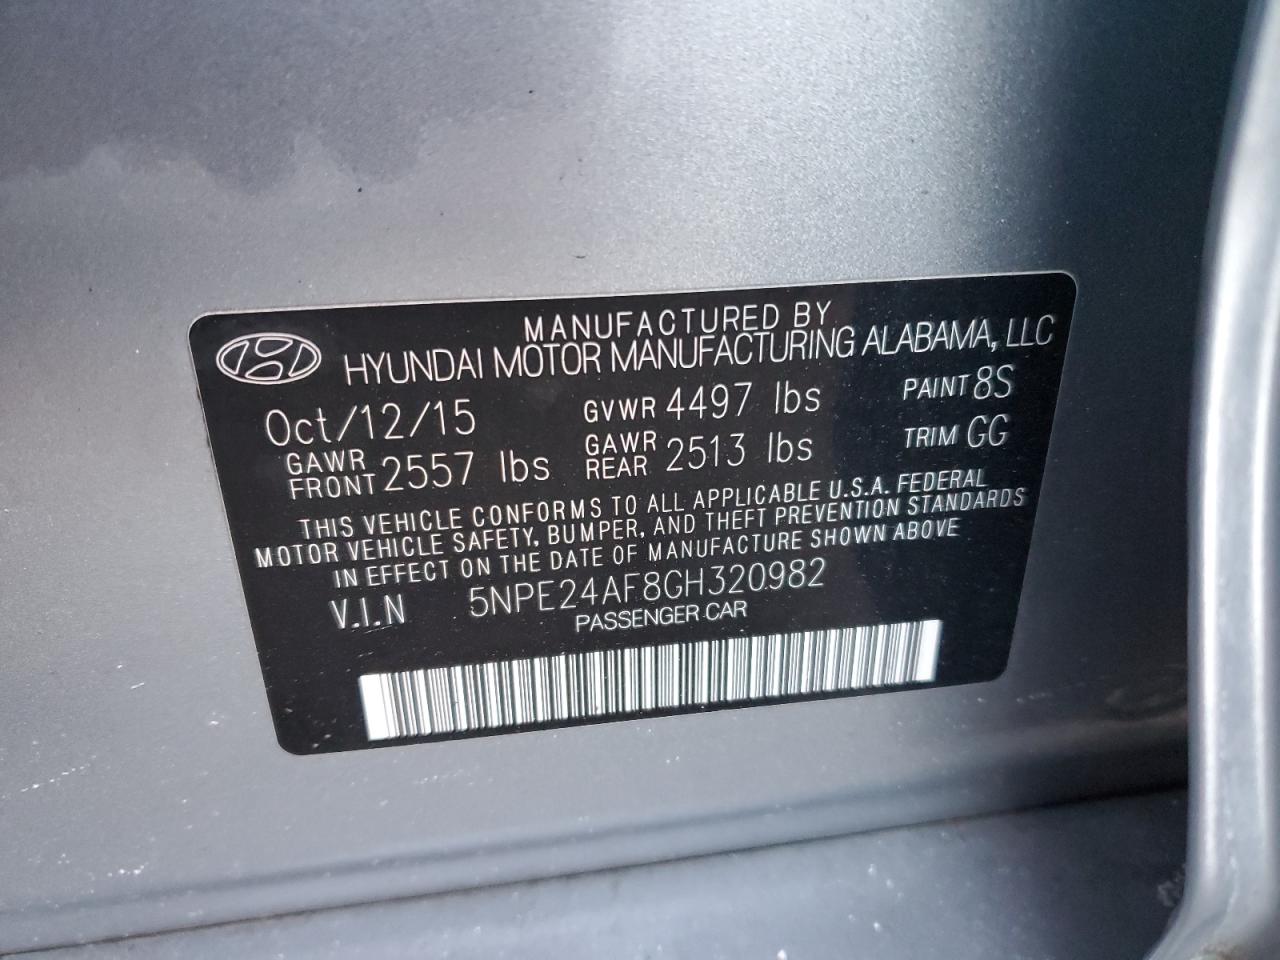 MANUFACTURED BY
HYUNDAI MOTOR MANUFACTURING ALABAMA, LLC
Oct/12/15 GVWR 4497 lbs PAINT 8S
GAWR FRONT 2557 lbs GAWR REAR 2513 lbs TRIM GG
THIS VEHICLE CONFORMS TO ALL APPLICABLE U.S.A. FEDERAL
MOTOR VEHICLE SAFETY, BUMPER, AND THEFT PREVENTION STANDARDS
IN EFFECT ON THE DATE OF MANUFACTURE SHOWN ABOVE
V.I.N 5NPE24AF8GH320982
PASSENGER CAR